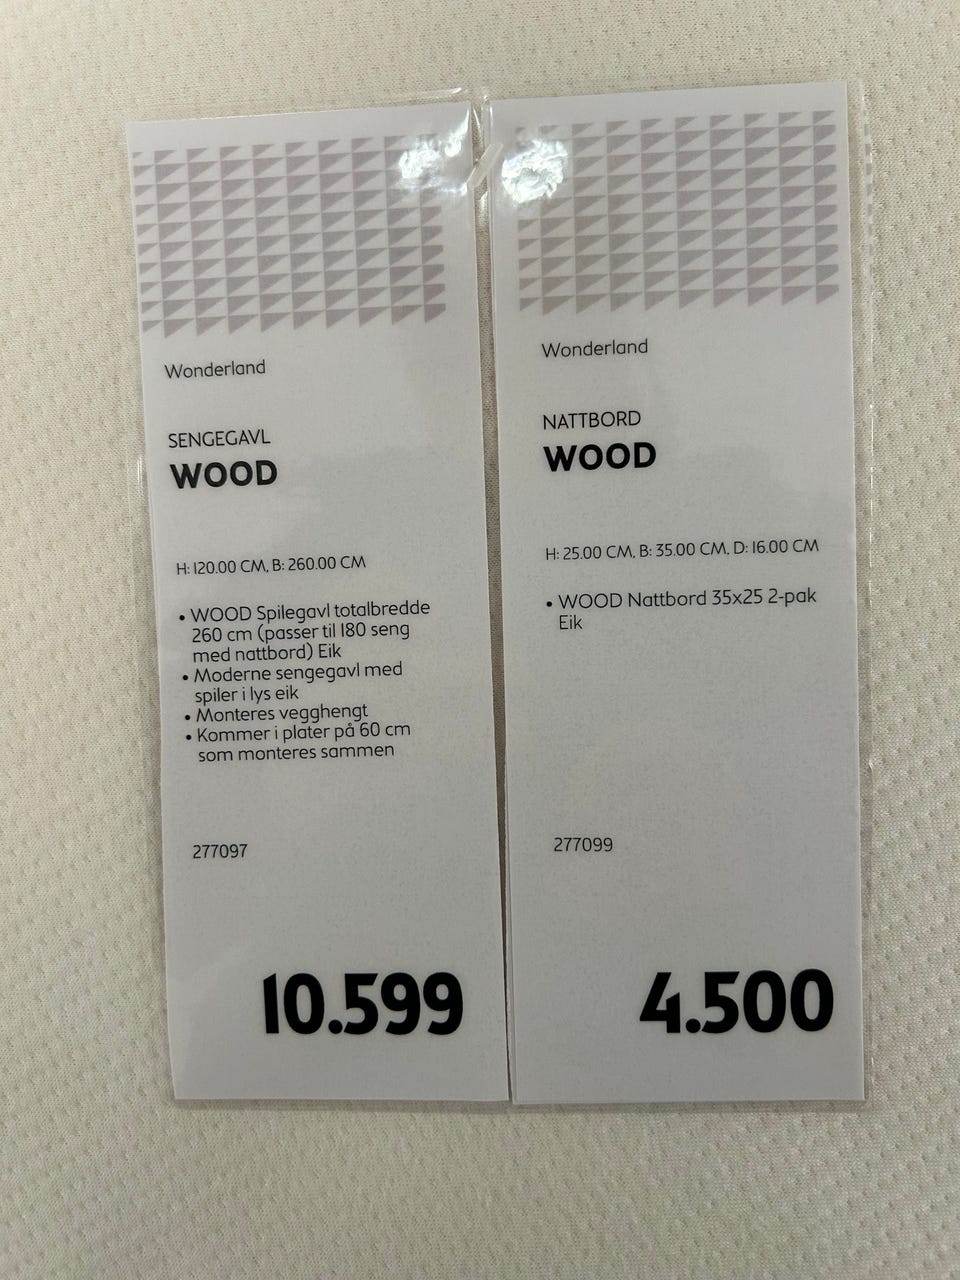 Wonderland
SENGEGAVL
WOOD
H: 120.00 CM, B: 260.00 CM
• WOOD Spilegavl totalbredde
260 cm (passer til 180 seng
med nattbord) Eik
• Moderne sengegavl med
spiler i lys eik
• Monteres vegghengt
• Kommer i plater på 60 cm
som monteres sammen
277097
10.599
Wonderland
NATTBORD
WOOD
H: 25.00 CM, B: 35.00 CM, D: 16.00 CM
• WOOD Nattbord 35x25 2-pak
Eik
277099
4.500